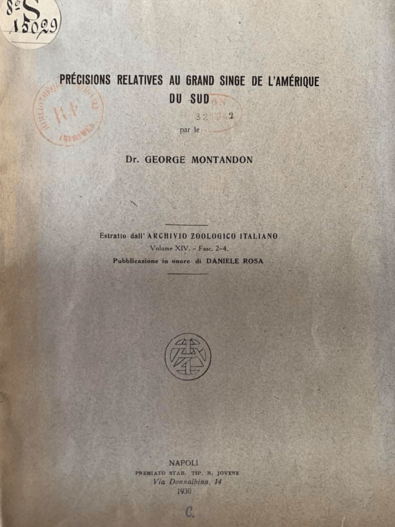 8º S
15029
PRÉCISIONS RELATIVES AU GRAND SINGE DE L'AMÉRIQUE
DU SUD
par le
Dr. GEORGE MONTANDON
Estratto dall' ARCHIVIO ZOOLOGICO ITALIANO
Volume XIV. - Fasc. 2-4.
Pubblicazione in onore di DANIELE ROSA
NAPOLI
PREMIATO STAB. TIP. N. JOVENE
Via Donnalbina, 14
1930
C.